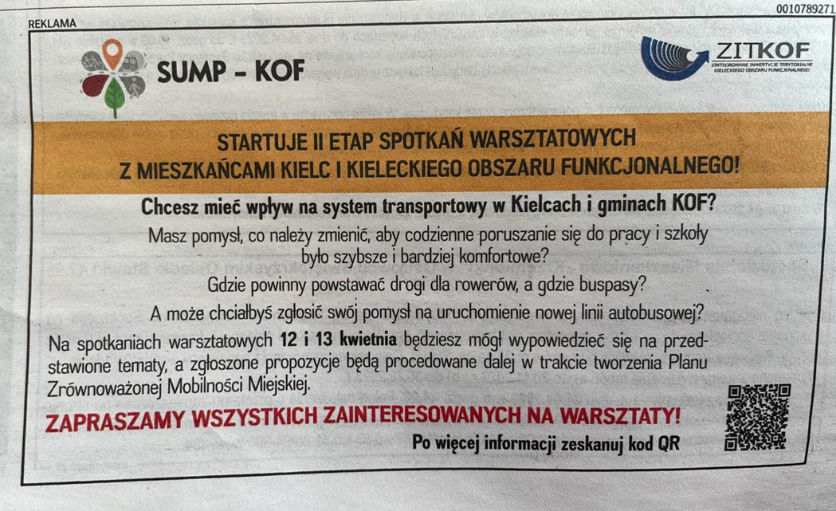 0010789271
REKLAMA
SUMP – KOF
ZITKOF
ZINTEGROWANE INWESTYCJE TERYTORIALNE
KIELECKIEGO OBSZARU FUNKCJONALNEGO
STARTUJE II ETAP SPOTKAŃ WARSZTATOWYCH
Z MIESZKAŃCAMI KIELC I KIELECKIEGO OBSZARU FUNKCJONALNEGO!
Chcesz mieć wpływ na system transportowy w Kielcach i gminach KOF?
Masz pomysł, co należy zmienić, aby codzienne poruszanie się do pracy i szkoły
było szybsze i bardziej komfortowe?
Gdzie powinny powstawać drogi dla rowerów, a gdzie buspasy?
A może chciałbyś zgłosić swój pomysł na uruchomienie nowej linii autobusowej?
Na spotkaniach warsztatowych 12 i 13 kwietnia będziesz mógł wypowiedzieć się na przed-
stawione tematy, a zgłoszone propozycje będą procedowane dalej w trakcie tworzenia Planu
Zrównoważonej Mobilności Miejskiej.
ZAPRASZAMY WSZYSTKICH ZAINTERESOWANYCH NA WARSZTATY!
Po więcej informacji zeskanuj kod QR